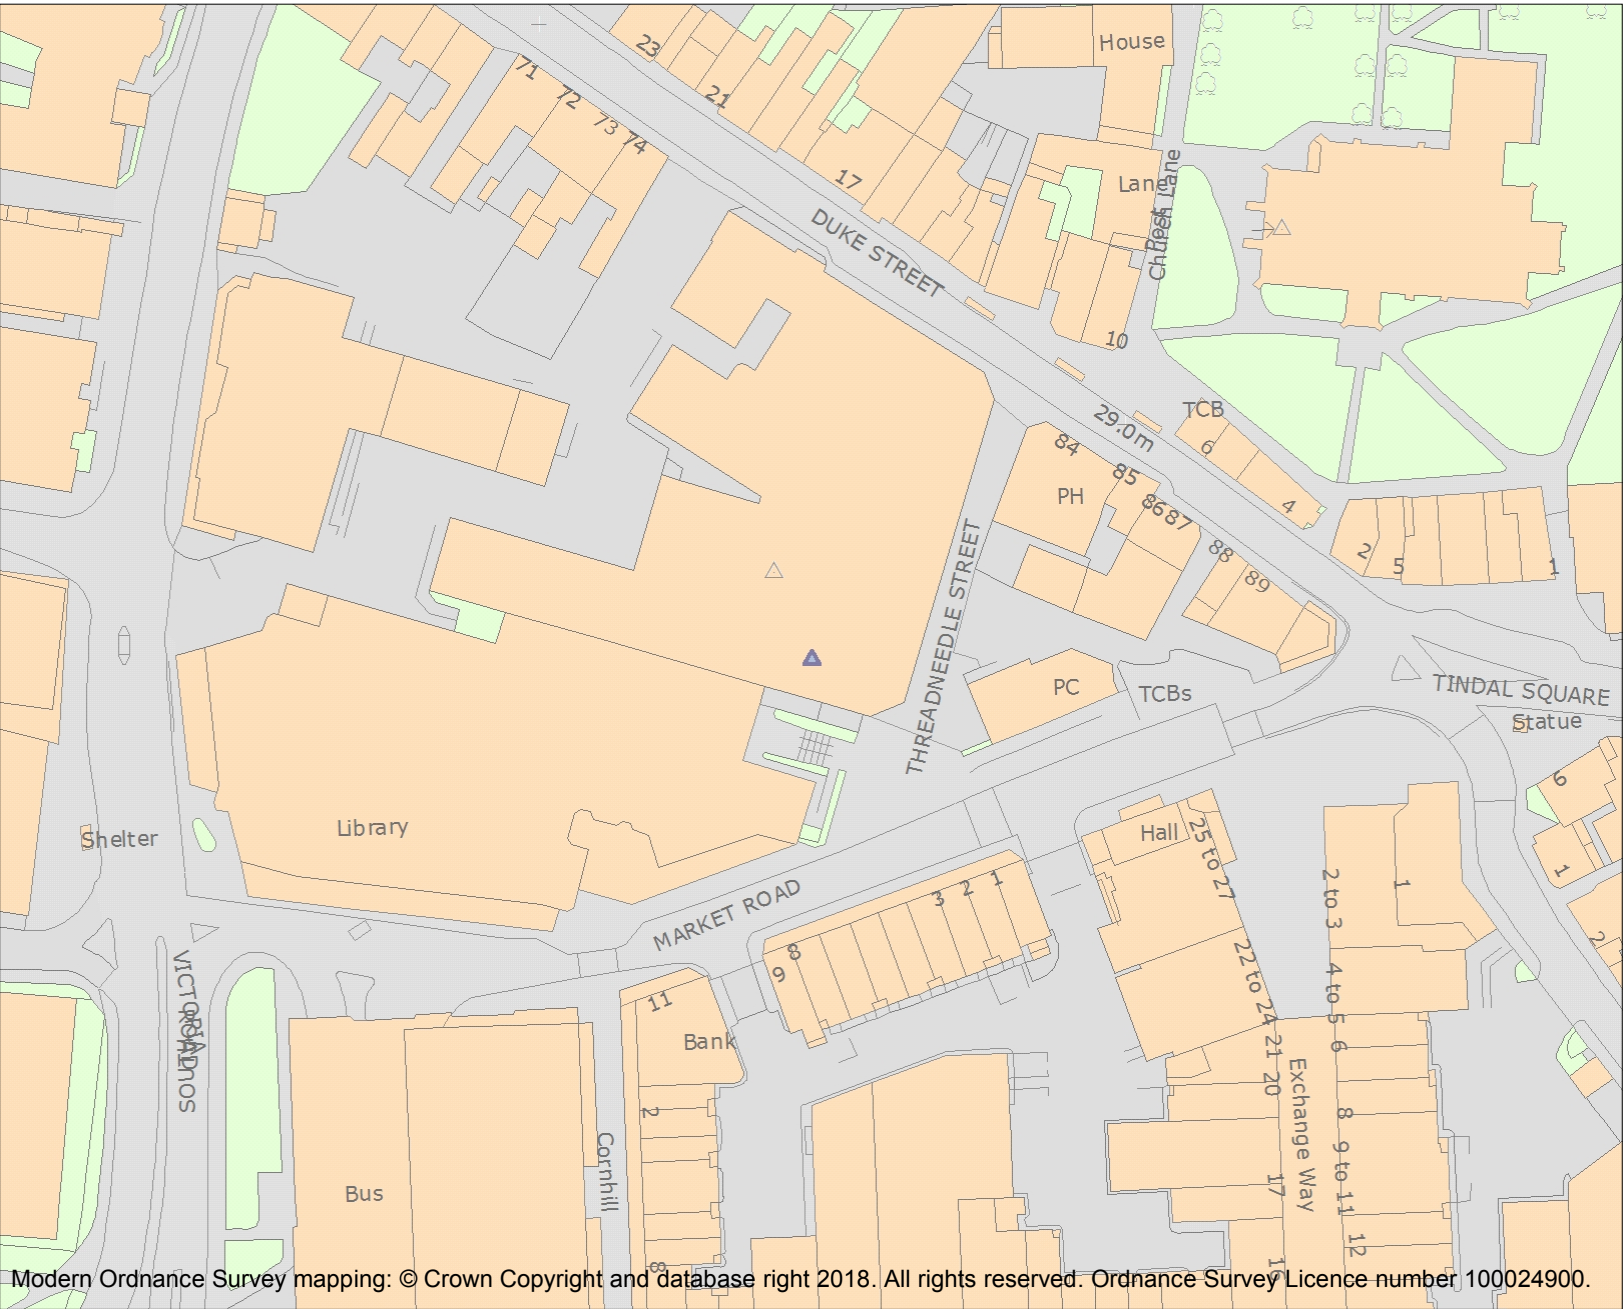 23
House
71
21
72
73
74
17
Lane
Church Lane
Post
DUKE STREET
10
29.0m
TCB
6
84
85
PH
86
87
4
88
89
2
5
1
THREADNEEDLE STREET
PC
TCBs
TINDAL SQUARE
Statue
6
Library
Shelter
Hall
25 to 27
1
2 to 3
1
3
2
1
MARKET ROAD
8
9
2
22 to 24
4 to 5
VICTORIA
ROAD
SOUTH
11
Bank
21
6
20
Exchange Way
2
8
Cornhill
9 to 11
Bus
17
12
8
16
Modern Ordnance Survey mapping: © Crown Copyright and database right 2018. All rights reserved. Ordnance Survey Licence number 100024900.